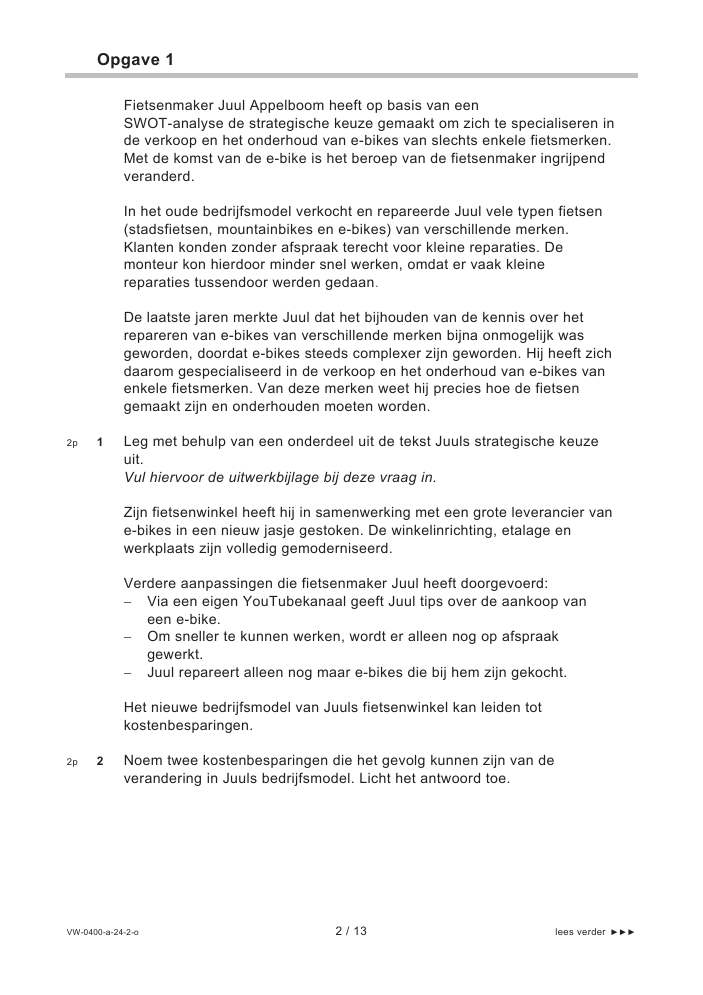 Opgave 1
Fietsenmaker Juul Appelboom heeft op basis van een
SWOT-analyse de strategische keuze gemaakt om zich te specialiseren in
de verkoop en het onderhoud van e-bikes van slechts enkele fietsmerken.
Met de komst van de e-bike is het beroep van de fietsenmaker ingrijpend
veranderd.
In het oude bedrijfsmodel verkocht en repareerde Juul vele typen fietsen
(stadsfietsen, mountainbikes en e-bikes) van verschillende merken.
Klanten konden zonder afspraak terecht voor kleine reparaties. De
monteur kon hierdoor minder snel werken, omdat er vaak kleine
reparaties tussendoor werden gedaan.
De laatste jaren merkte Juul dat het bijhouden van de kennis over het
repareren van e-bikes van verschillende merken bijna onmogelijk was
geworden, doordat e-bikes steeds complexer zijn geworden. Hij heeft zich
daarom gespecialiseerd in de verkoop en het onderhoud van e-bikes van
enkele fietsmerken. Van deze merken weet hij precies hoe de fietsen
gemaakt zijn en onderhouden moeten worden.
2p 1 Leg met behulp van een onderdeel uit de tekst Juuls strategische keuze
uit.
Vul hiervoor de uitwerkbijlage bij deze vraag in.
Zijn fietsenwinkel heeft hij in samenwerking met een grote leverancier van
e-bikes in een nieuw jasje gestoken. De winkelinrichting, etalage en
werkplaats zijn volledig gemoderniseerd.
Verdere aanpassingen die fietsenmaker Juul heeft doorgevoerd:
– Via een eigen YouTubekanaal geeft Juul tips over de aankoop van
een e-bike.
– Om sneller te kunnen werken, wordt er alleen nog op afspraak
gewerkt.
– Juul repareert alleen nog maar e-bikes die bij hem zijn gekocht.
Het nieuwe bedrijfsmodel van Juuls fietsenwinkel kan leiden tot
kostenbesparingen.
2p 2 Noem twee kostenbesparingen die het gevolg kunnen zijn van de
verandering in Juuls bedrijfsmodel. Licht het antwoord toe.
VW-0400-a-24-2-o 2 / 13 lees verder ►►►